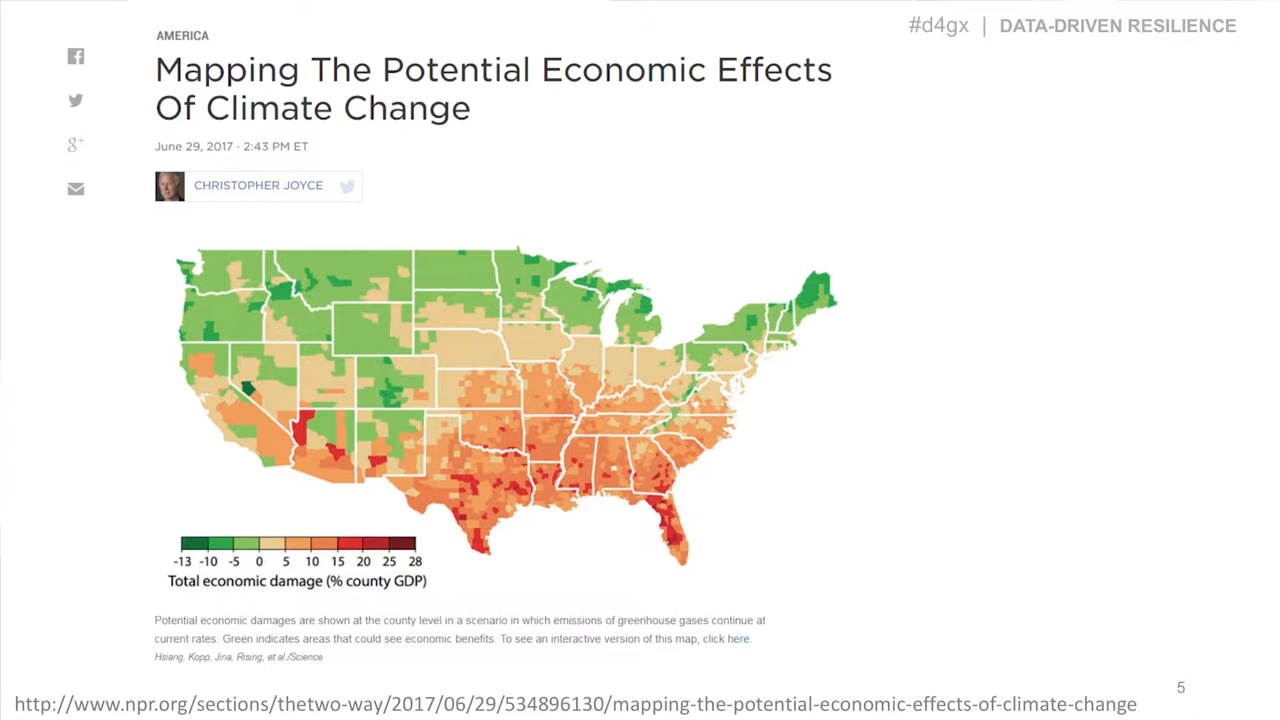 #d4gx | DATA-DRIVEN RESILIENCE
AMERICA
Mapping The Potential Economic Effects
Of Climate Change
June 29, 2017 · 2:43 PM ET
CHRISTOPHER JOYCE
-13 -10 -5 0 5 10 15 20 25 28
Total economic damage (% county GDP)
Potential economic damages are shown at the county level in a scenario in which emissions of greenhouse gases continue at
current rates. Green indicates areas that could see economic benefits. To see an interactive version of this map, click here.
Hsiang, Kopp, Jina, Rising, et al./Science
5
http://www.npr.org/sections/thetwo-way/2017/06/29/534896130/mapping-the-potential-economic-effects-of-climate-change